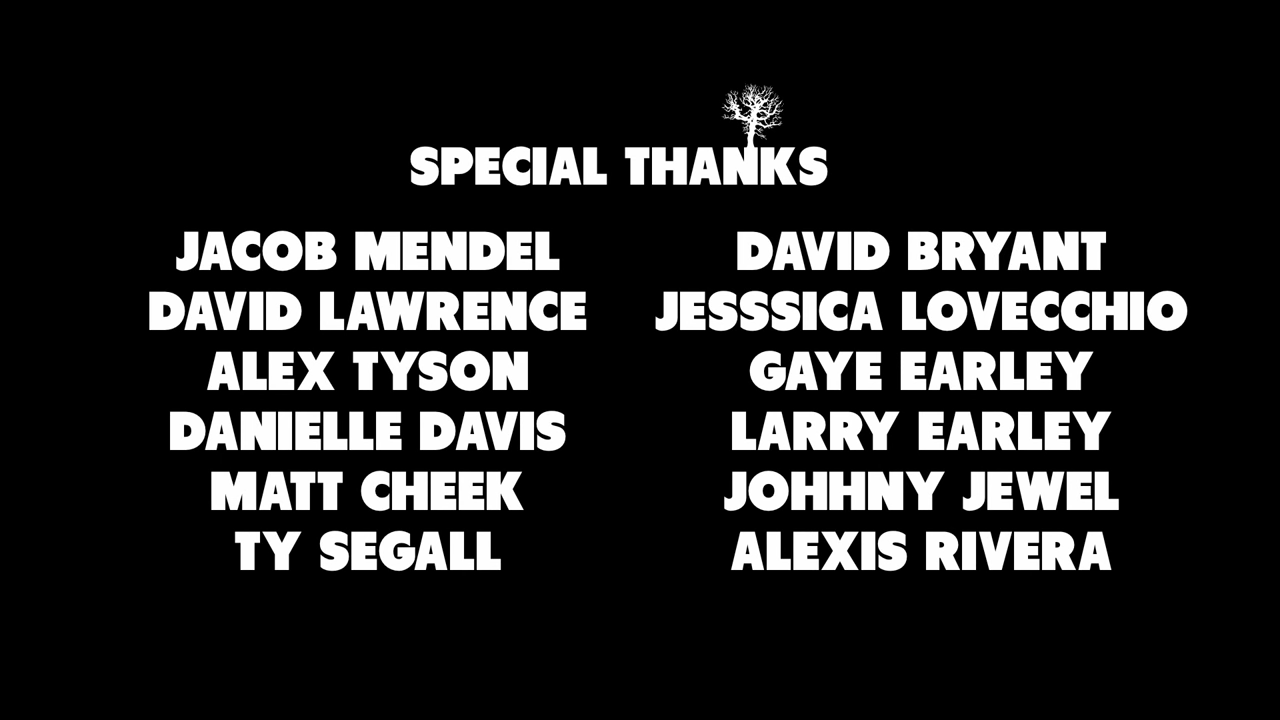 SPECIAL THANKS
JACOB MENDEL
DAVID LAWRENCE
ALEX TYSON
DANIELLE DAVIS
MATT CHEEK
TY SEGALL
DAVID BRYANT
JESSSICA LOVECCHIO
GAYE EARLEY
LARRY EARLEY
JOHHNY JEWEL
ALEXIS RIVERA